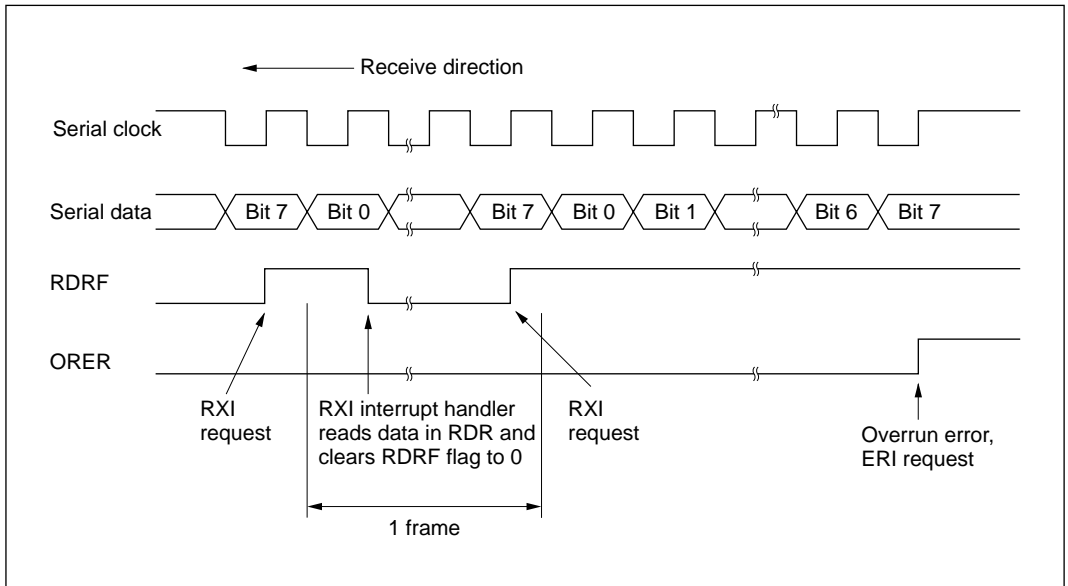 Receive direction
Serial clock
Serial data
Bit 7 Bit 0 Bit 7 Bit 0 Bit 1 Bit 6 Bit 7
RDRF
ORER
RXI
request
RXI interrupt handler
reads data in RDR and
clears RDRF flag to 0
RXI
request
Overrun error,
ERI request
1 frame